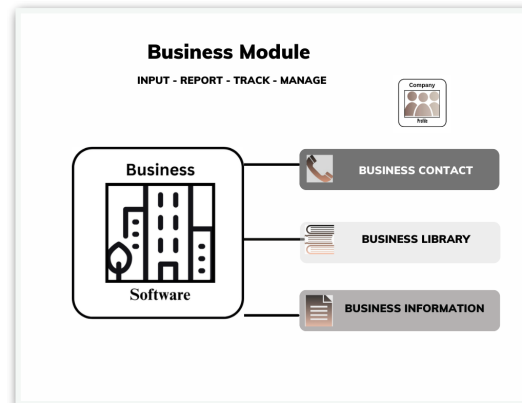 Business Module
INPUT - REPORT - TRACK - MANAGE
Company
Profile
Business
Software
BUSINESS CONTACT
BUSINESS LIBRARY
BUSINESS INFORMATION